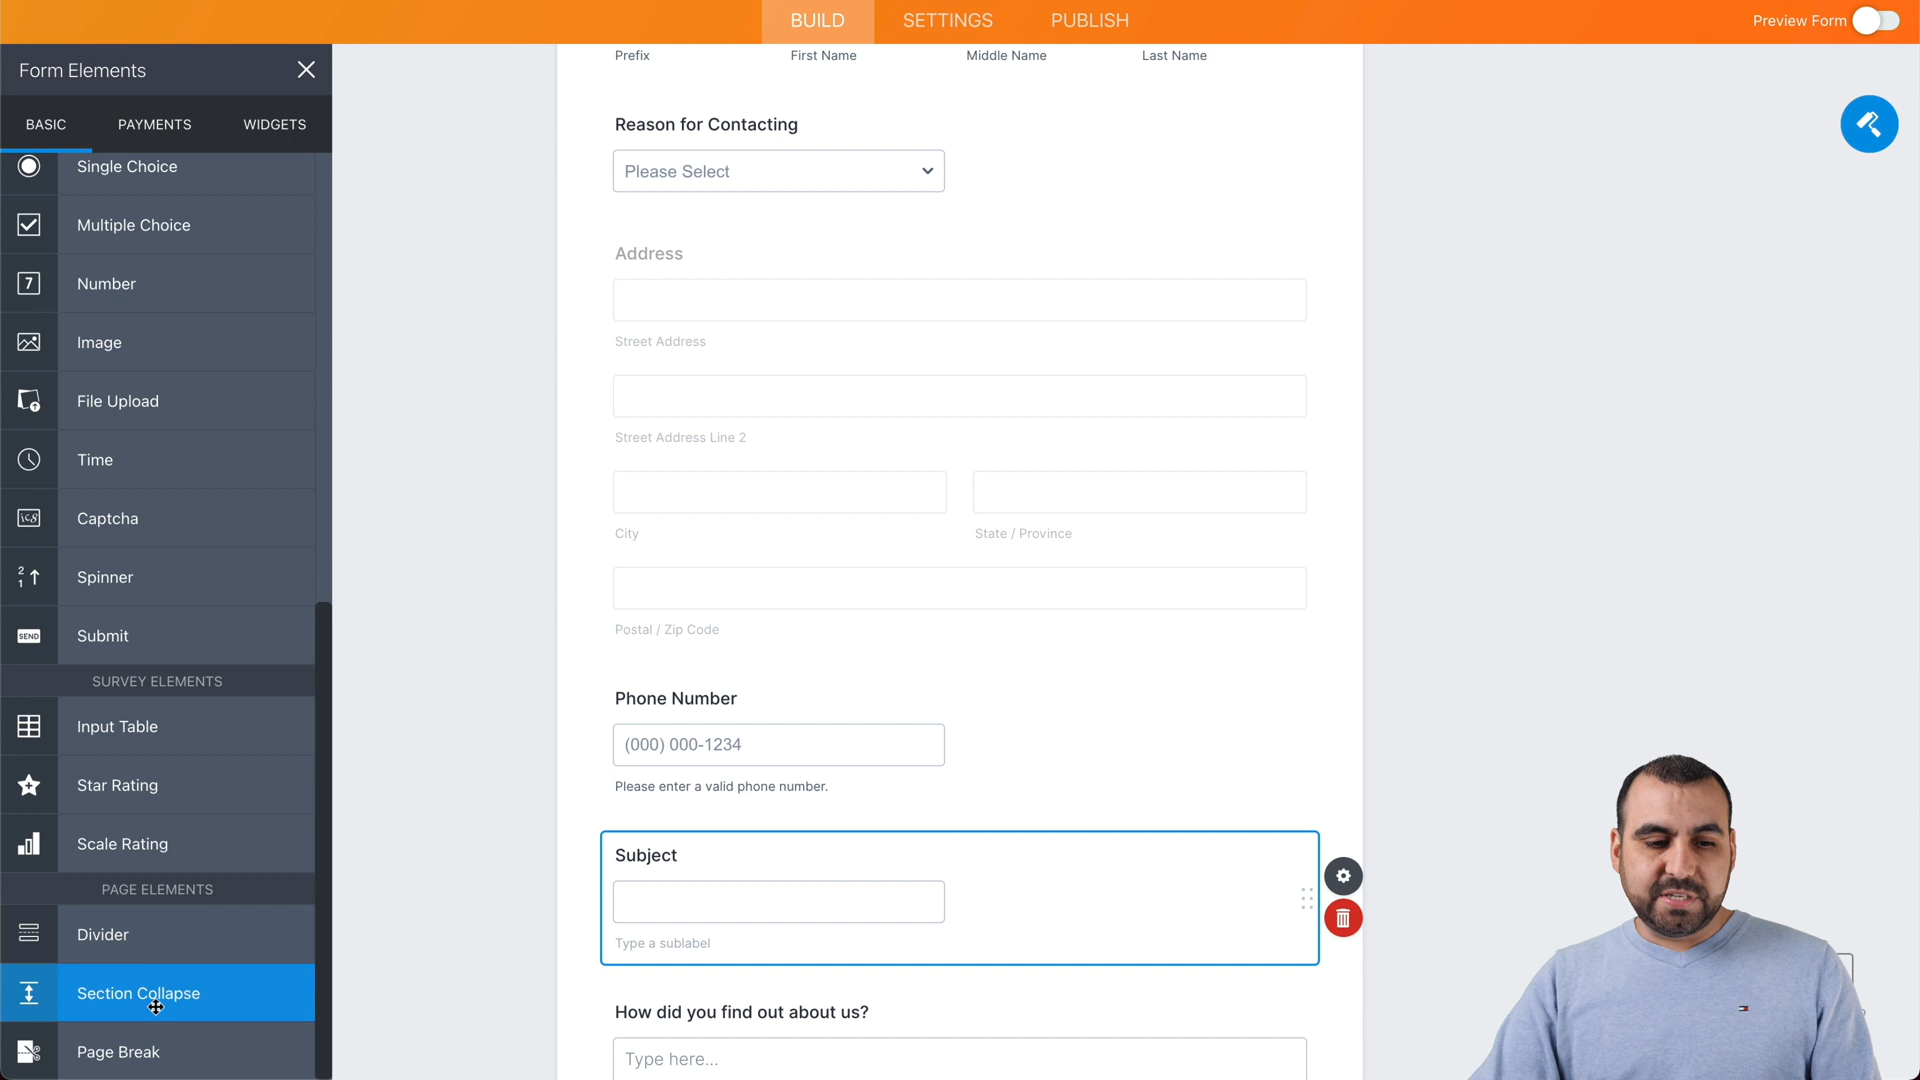 BUILD
SETTINGS
PUBLISH
Preview Form
Form Elements
BASIC
PAYMENTS
WIDGETS
Single Choice
Multiple Choice
7
Number
Image
File Upload
Time
Captcha
2
1
Spinner
SEND
Submit
SURVEY ELEMENTS
Input Table
Star Rating
Scale Rating
PAGE ELEMENTS
Divider
Section Collapse
Page Break
Prefix
First Name
Middle Name
Last Name
Reason for Contacting
Please Select
Address
Street Address
Street Address Line 2
City
State / Province
Postal / Zip Code
Phone Number
(000) 000-1234
Please enter a valid phone number.
Subject
Type a sublabel
How did you find out about us?
Type here...